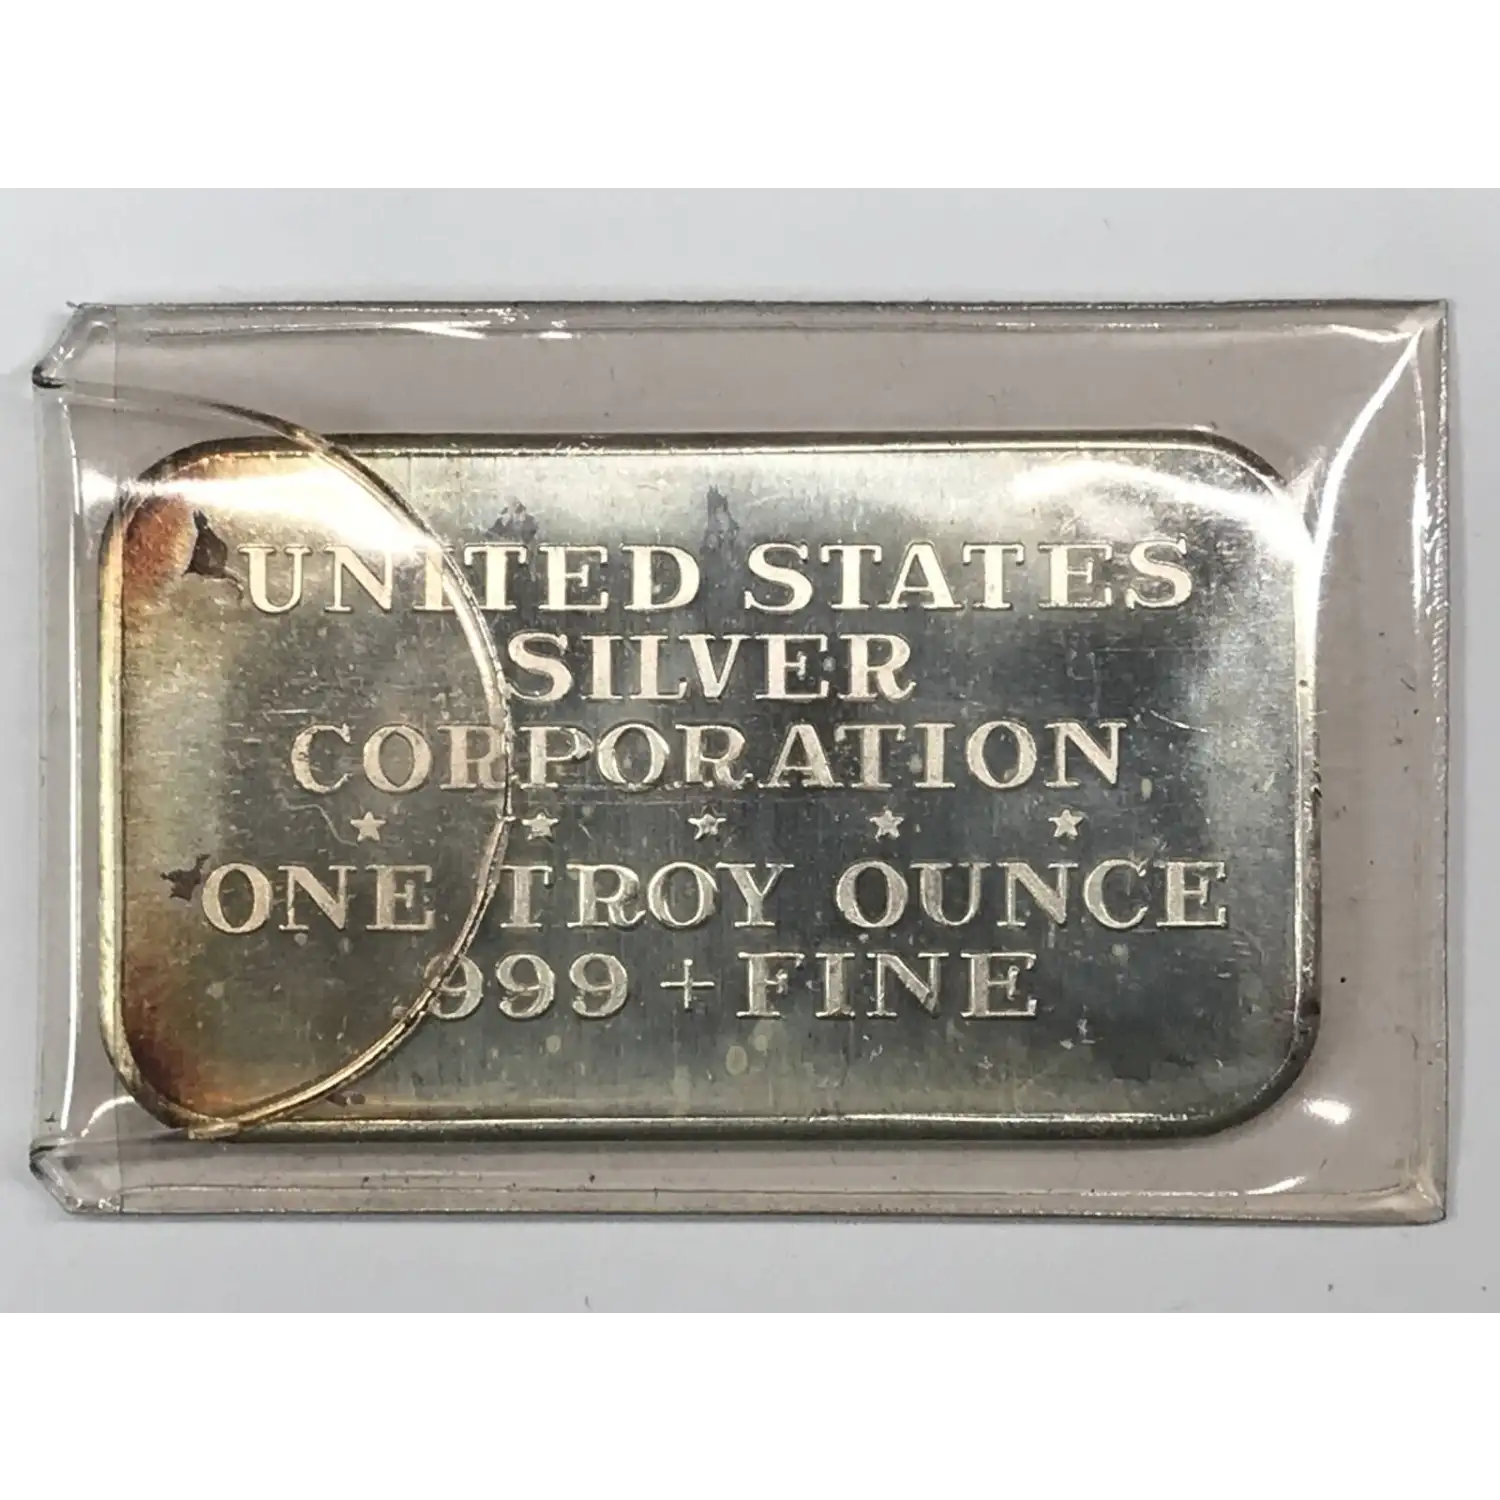 UNITED STATES
SILVER
CORPORATION
★ ★ ★ ★ ★
ONE TROY OUNCE
.999 + FINE